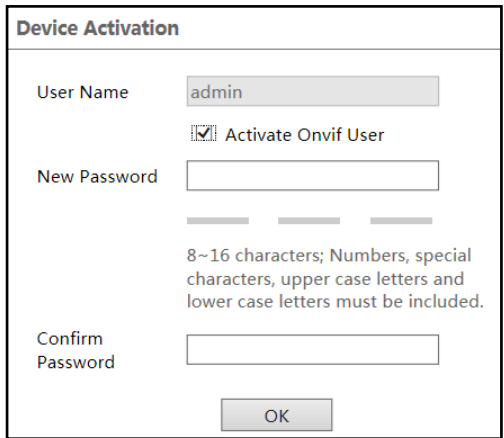 Device Activation
User Name
admin
Activate Onvif User
New Password
8~16 characters; Numbers, special
characters, upper case letters and
lower case letters must be included.
Confirm
Password
OK